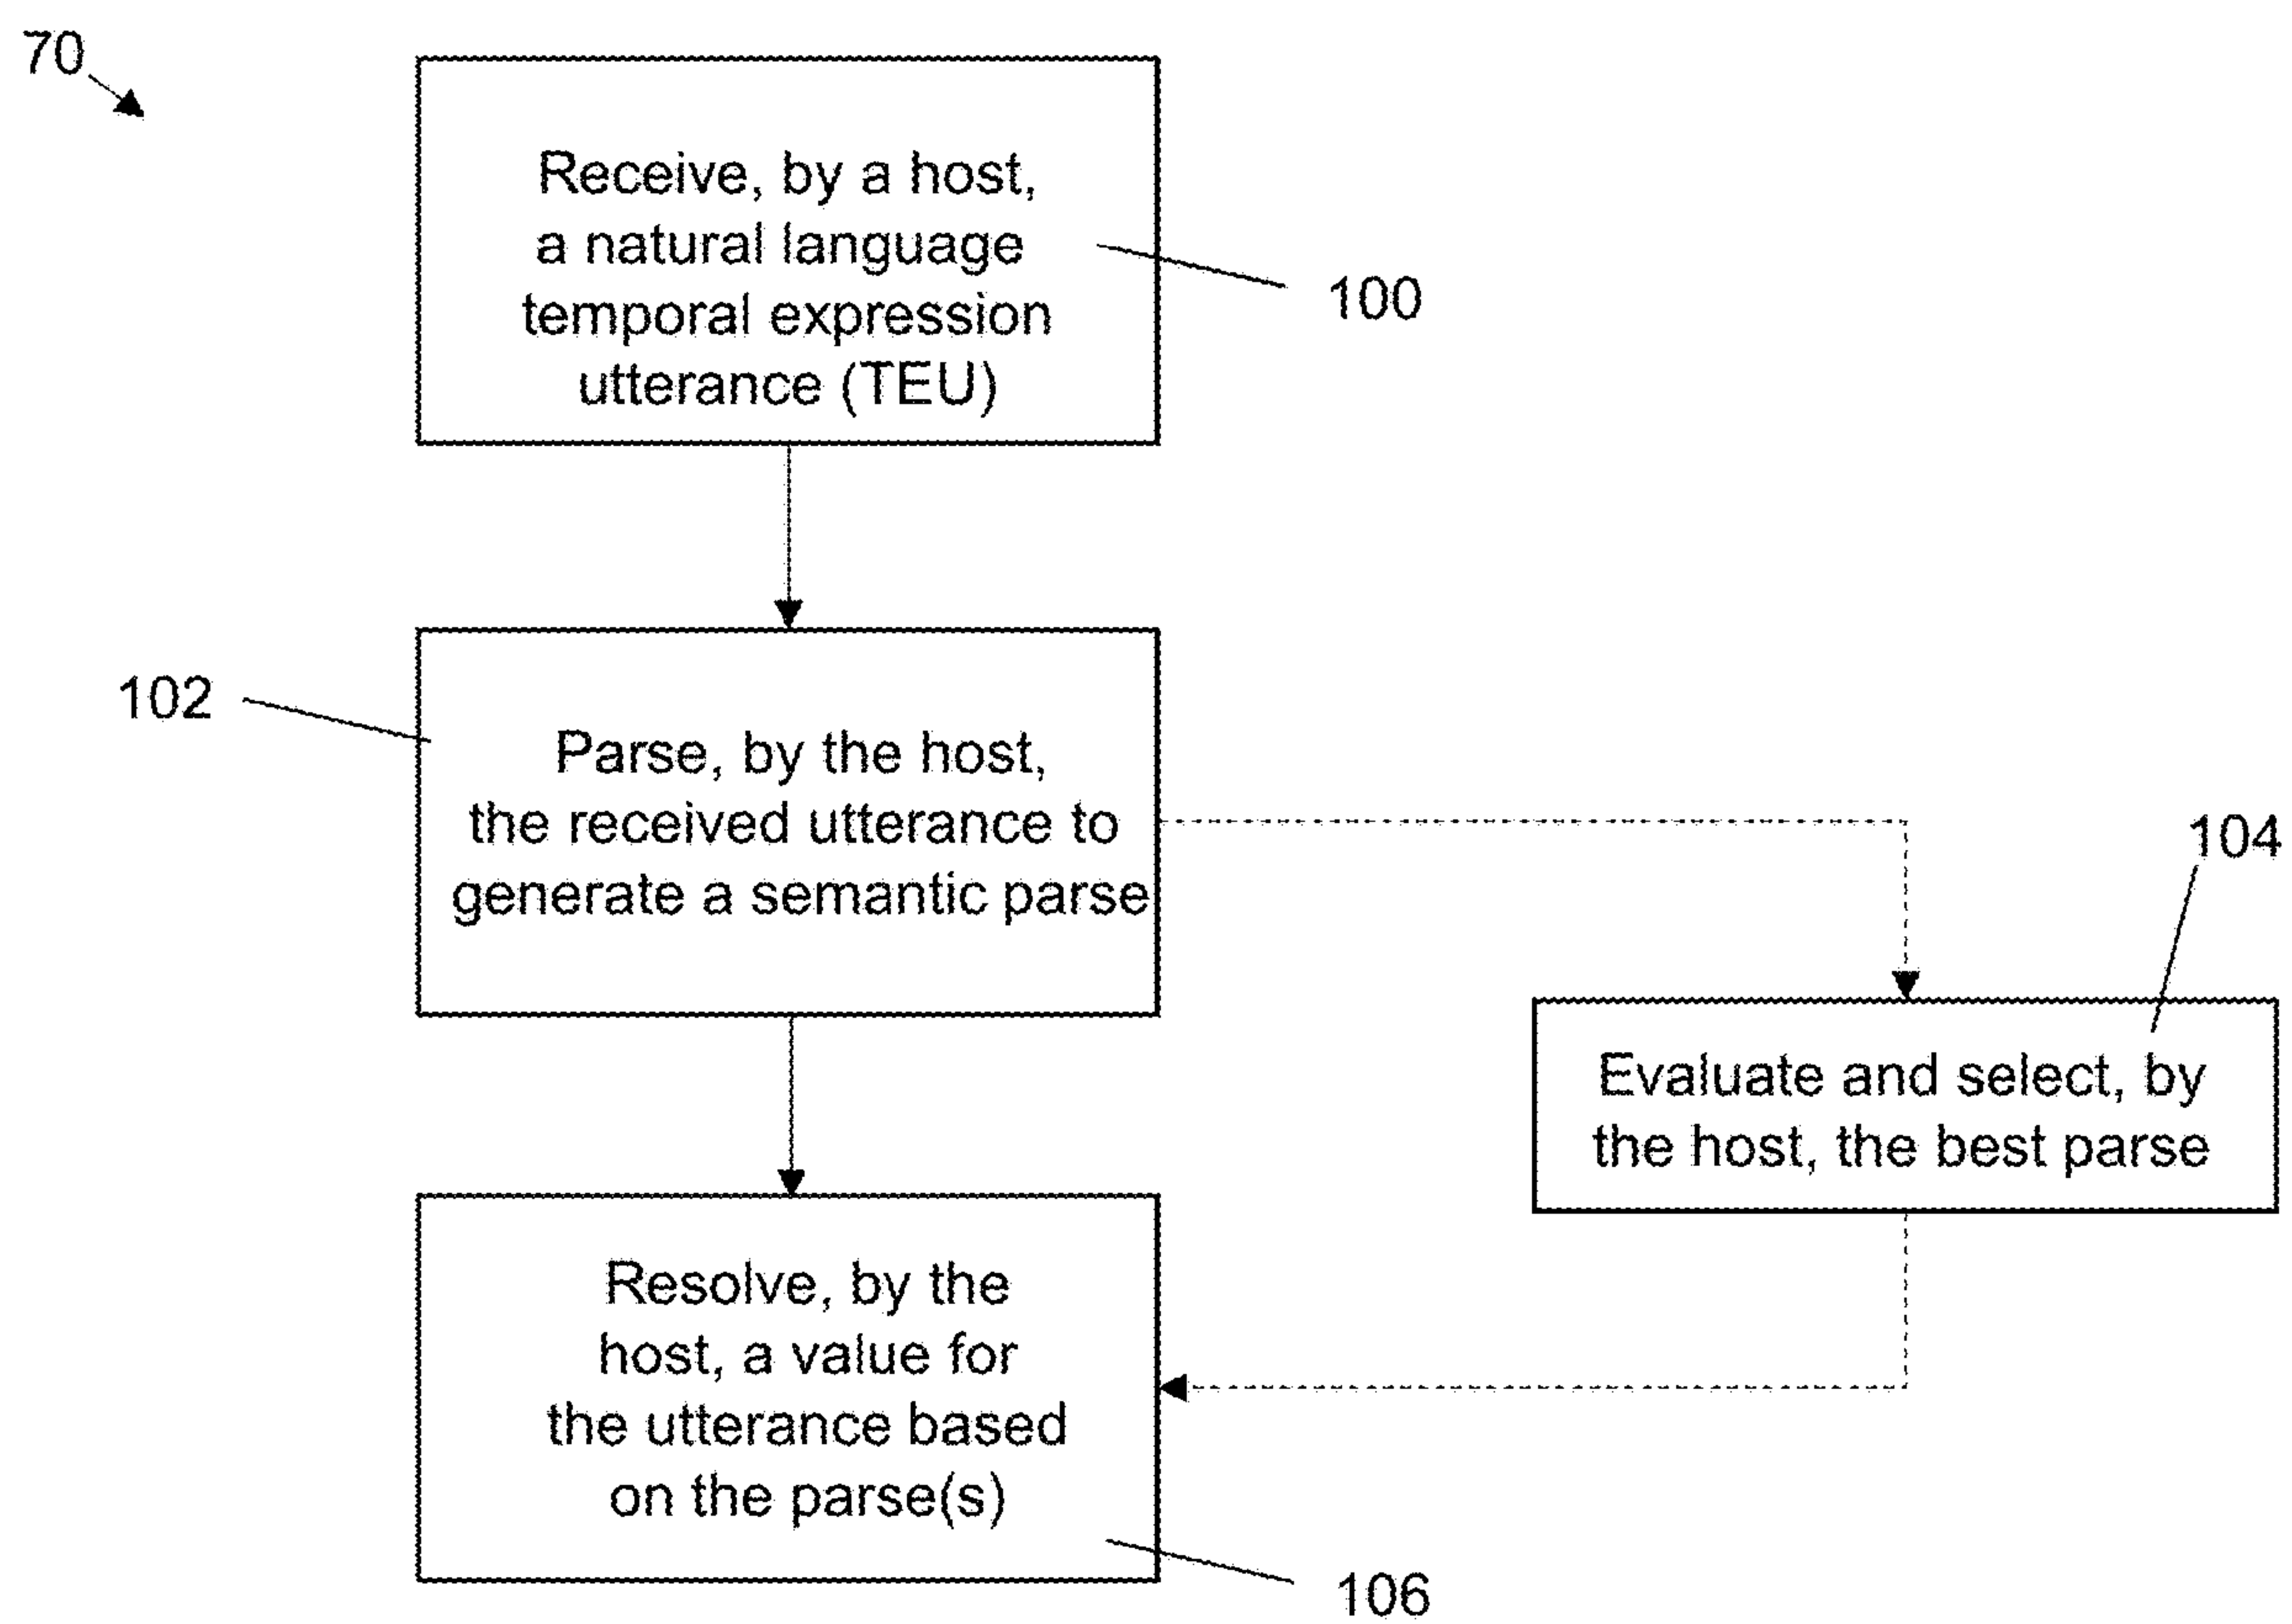 70
Receive, by a host,
a natural language
temporal expression
utterance (TEU)
100
102
Parse, by the host,
the received utterance to
generate a semantic parse
104
Evaluate and select, by
the host, the best parse
Resolve, by the
host, a value for
the utterance based
on the parse(s)
106